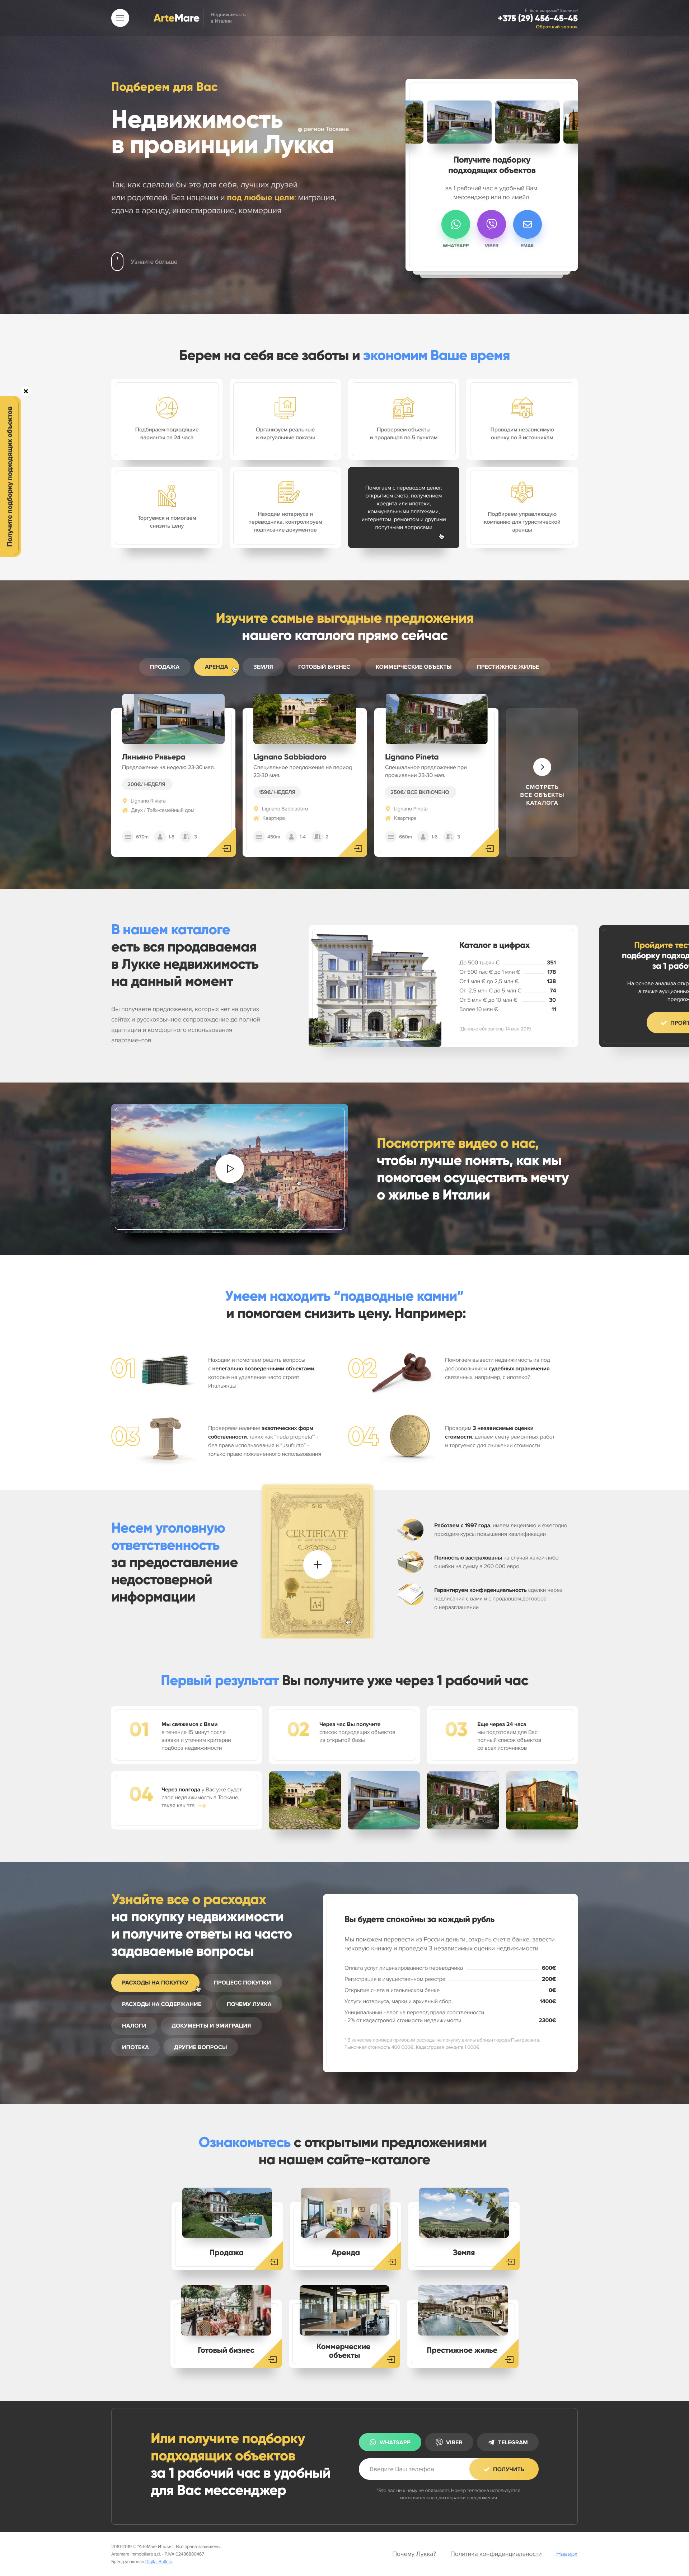 ArteMare
Недвижимость
в Италии
Есть вопросы? Звоните!
+375 (29) 456-45-45
Обратный звонок
Подберем для Вас
Недвижимость
регион Тоскана
в провинции Лукка
Так, как сделали бы это для себя, лучших друзей
или родителей. Без наценки и под любые цели: миграция,
сдача в аренду, инвестирование, коммерция
Узнайте больше
Получите подборку
подходящих объектов
за 1 рабочий час в удобный Вам
мессенджер или по имейл
WHATSAPP
VIBER
EMAIL
Берем на себя все заботы и экономим Ваше время
Получите подборку подходящих объектов
24
Подбираем подходящие
варианты за 24 часа
Организуем реальные
и виртуальные показы
Проверяем объекты
и продавцов по 5 пунктам
Проводим независимую
оценку по 3 источникам
Торгуемся и помогаем
снизить цену
Находим нотариуса и
переводчика, контролируем
подписание документов
Помогаем с переводом денег,
открытием счета, получением
кредита или ипотеки,
коммунальными платежами,
интернетом, ремонтом и другими
попутными вопросами
Подбираем управляющую
компанию для туристической
аренды
Изучите самые выгодные предложения
нашего каталога прямо сейчас
ПРОДАЖА
АРЕНДА
ЗЕМЛЯ
ГОТОВЫЙ БИЗНЕС
КОММЕРЧЕСКИЕ ОБЪЕКТЫ
ПРЕСТИЖНОЕ ЖИЛЬЕ
Линьяно Ривьера
Предложение на неделю 23-30 мая.
200€/ НЕДЕЛЯ
Lignano Riviera
Двух / Трёх-семейный дом
670m
1-8
3
Lignano Sabbiadoro
Специальное предложение на период
23-30 мая.
159€/ НЕДЕЛЯ
Lignano Sabbiadoro
Квартира
450m
1-4
2
Lignano Pineta
Специальное предложение при
проживании 23-30 мая.
250€/ ВСЕ ВКЛЮЧЕНО
Lignano Pineta
Квартира
660m
1-6
3
СМОТРЕТЬ
ВСЕ ОБЪЕКТЫ
КАТАЛОГА
В нашем каталоге
есть вся продаваемая
в Лукке недвижимость
на данный момент
Вы получаете предложения, которых нет на других
сайтах и русскоязычное сопровождение до полной
адаптации и комфортного использования
апартаментов
Каталог в цифрах
До 500 тысяч € 351
От 500 тыс € до 1 млн € 178
От 1 млн € до 2,5 млн € 128
От 2,5 млн € до 5 млн € 74
От 5 млн € до 10 млн € 30
Более 10 млн € 11
*Данные обновлены 14 мая 2019
Пройдите тес
подборку подход
за 1 рабо
На основе анализа откр
а также аукционных
предлож
ПРОЙТ
Посмотрите видео о нас,
чтобы лучше понять, как мы
помогаем осуществить мечту
о жилье в Италии
Умеем находить “подводные камни”
и помогаем снизить цену. Например:
01
Находим и помогаем решить вопросы
с нелегально возведенными объектами,
которых на удивление часто строят
Итальянцы
02
Помогаем вывести недвижимость из под
добровольных и судебных ограничения
связанных, например, с ипотекой
03
Проверяем наличие экзотических форм
собственности, таких как “nuda proprieta'” -
без права использования и “usufrutto” -
только право пожизненного использования
04
Проводим 3 независимые оценки
стоимости, делаем смету ремонтных работ
и торгуемся для снижения стоимости
Несем уголовную
ответственность
за предоставление
недостоверной
информации
CERTIFICATE
A4
Работаем с 1997 года, имеем лицензию и ежегодно
проходим курсы повышения квалификации
Полностью застрахованы на случай какой-либо
ошибки на сумму в 260 000 евро
Гарантируем конфиденциальность сделки через
подписания с вами и с продавцом договора
о неразглашении
Первый результат Вы получите уже через 1 рабочий час
01
Мы свяжемся с Вами
в течение 15 минут после
заявки и уточним критерии
подбора недвижимости
02
Через час Вы получите
список подходящих объектов
из открытой базы
03
Еще через 24 часа
мы подготовим для Вас
полный список объектов
со всех источников
04
Через полгода у Вас уже будет
своя недвижимость в Тоскане,
такая как эта
Узнайте все о расходах
на покупку недвижимости
и получите ответы на часто
задаваемые вопросы
РАСХОДЫ НА ПОКУПКУ
ПРОЦЕСС ПОКУПКИ
РАСХОДЫ НА СОДЕРЖАНИЕ
ПОЧЕМУ ЛУККА
НАЛОГИ
ДОКУМЕНТЫ И ЭМИГРАЦИЯ
ИПОТЕКА
ДРУГИЕ ВОПРОСЫ
Вы будете спокойны за каждый рубль
Мы поможем перевести из России деньги, открыть счет в банке, завести
чековую книжку и проведем 3 независимых оценки недвижимости
Оплата услуг лицензированного переводчика 600€
Регистрация в имущественном реестре 200€
Открытие счета в итальянском банке 0€
Услуги нотариуса, марки и архивный сбор 1400€
Униципальный налог на перевод права собственности
- 2% от кадастровой стоимости недвижимости 2300€
* В качестве примера приведем расходы на покупку виллы вблизи города Пьетрасанта.
Рыночная стоимость 400 000€, Кадастровая рендита 1 000€
Ознакомьтесь с открытыми предложениями
на нашем сайте-каталоге
Продажа
Аренда
Земля
Готовый бизнес
Коммерческие
объекты
Престижное жилье
Или получите подборку
подходящих объектов
за 1 рабочий час в удобный
для Вас мессенджер
WHATSAPP
VIBER
TELEGRAM
Введите Ваш телефон
ПОЛУЧИТЬ
*Это вас ни к чему не обязывает. Номер телефона используется
исключительно для отправки предложения
2010-2019 © "ArteMare Италия". Все права защищены.
Artemare Immobiliare s.r.l. - P.IVA 02480880467
Бренд упакован Digital Butlers.
Почему Лукка?
Политика конфиденциальности
Наверх